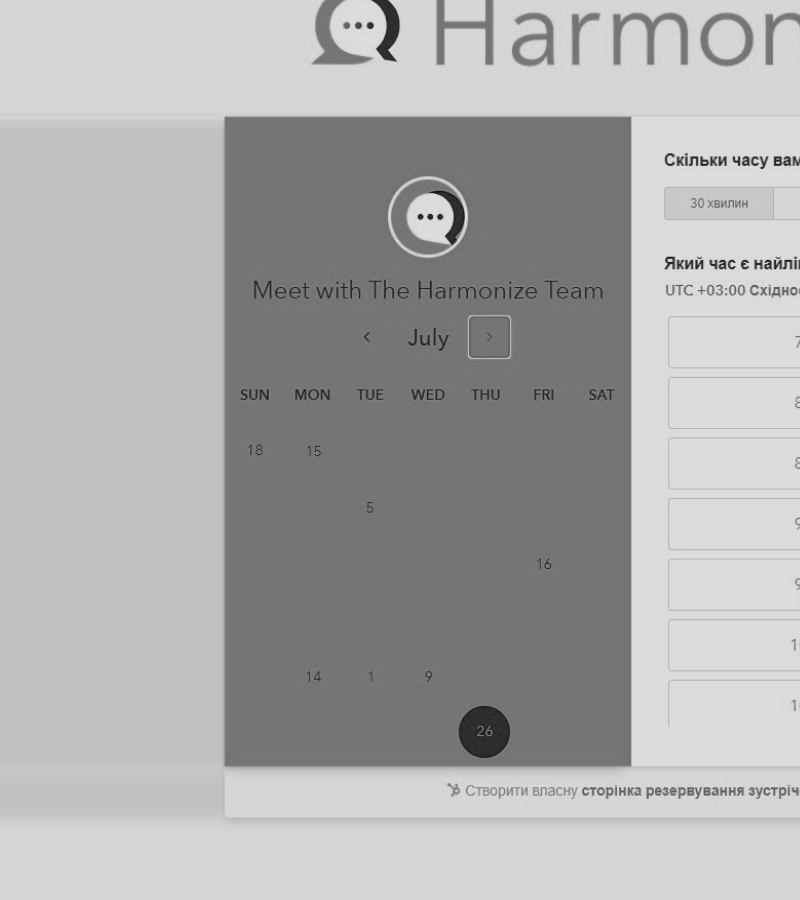 Harmon
Meet with The Harmonize Team
July
SUN MON TUE WED THU FRI SAT
18 15
5
16
14 1 9
26
Скільки часу вам
30 хвилин
Який час є найлі
UTC +03:00 Східно
7
8
8
9
9
1
1
Створити власну сторінка резервування зустріч